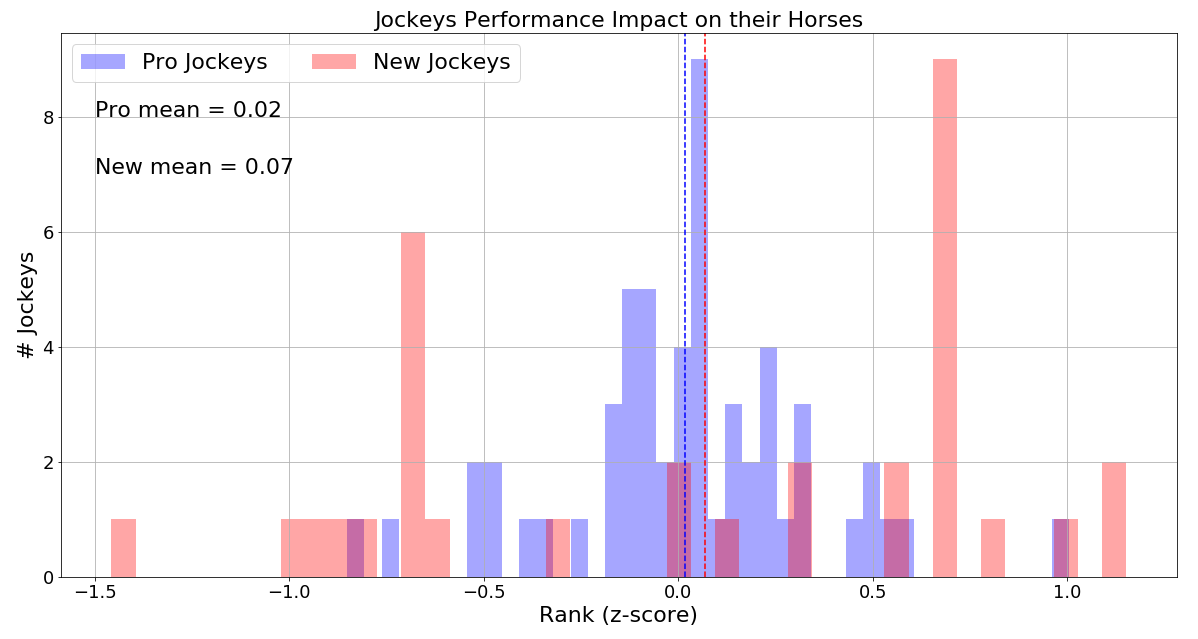 Jockeys Performance Impact on their Horses
Pro Jockeys New Jockeys
Pro mean = 0.02
New mean = 0.07
8
6
4
2
0
# Jockeys
−1.5 −1.0 −0.5 0.0 0.5 1.0
Rank (z-score)